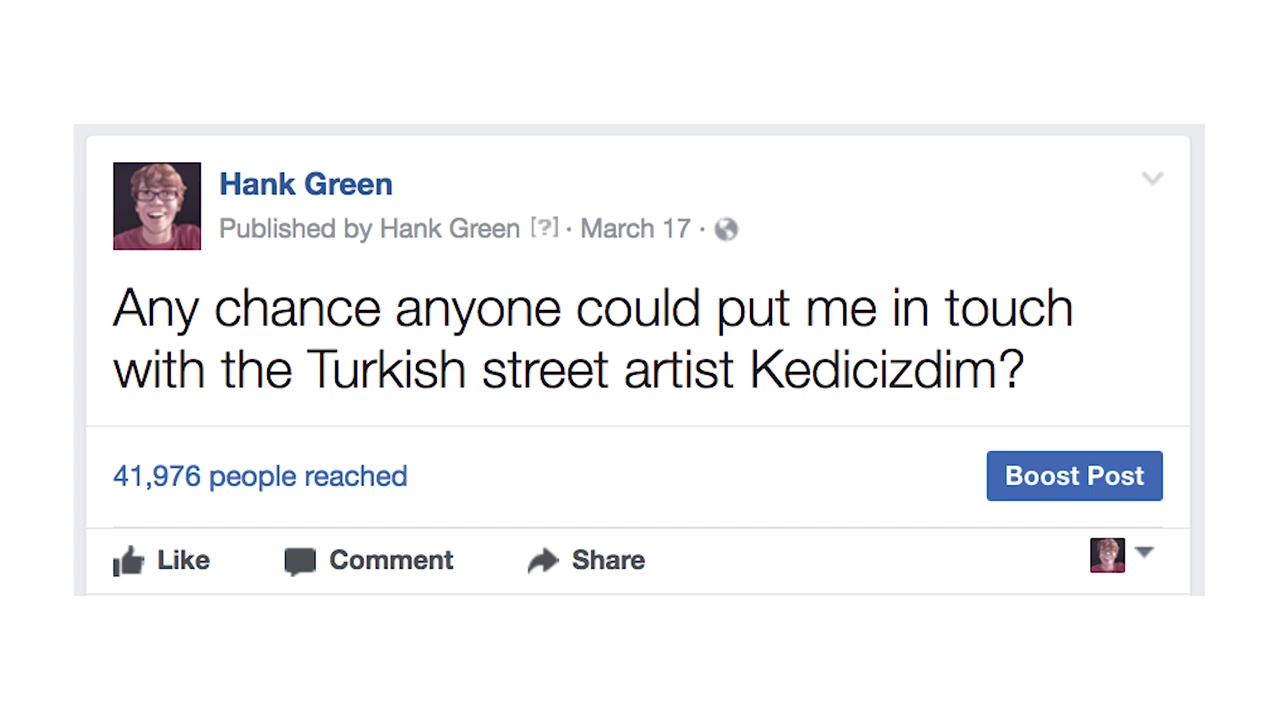 Hank Green
Published by Hank Green [?] · March 17 ·
Any chance anyone could put me in touch
with the Turkish street artist Kedicizdim?
41,976 people reached
Boost Post
Like Comment Share